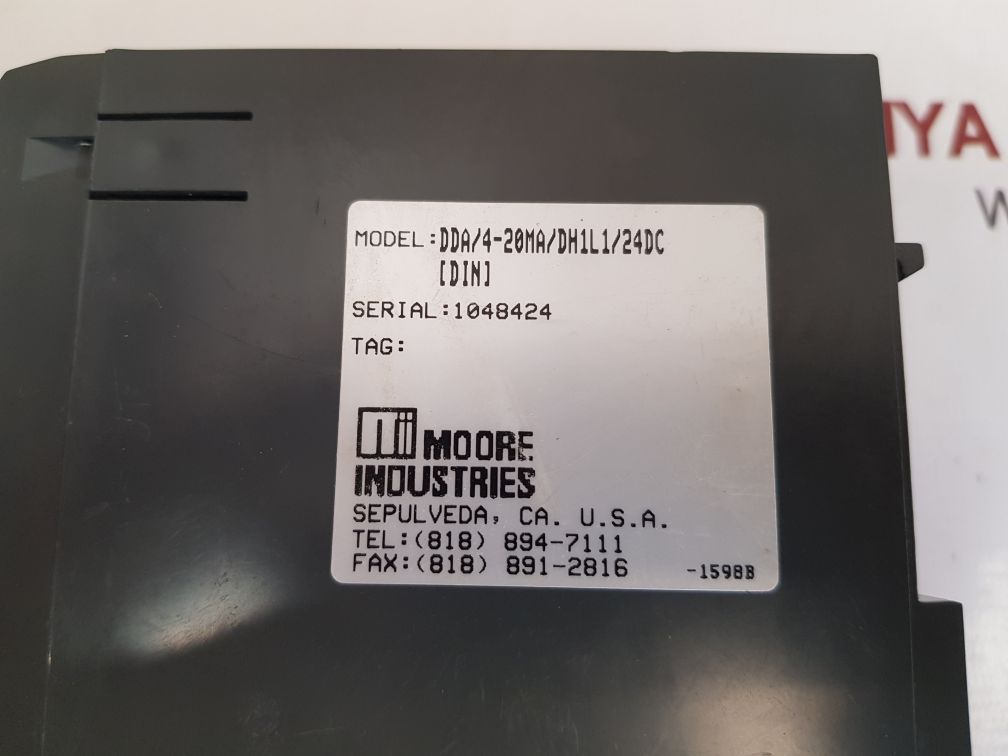 MODEL:DDA/4-20MA/DH1L1/24DC
[DIN]
SERIAL:1048424
TAG:
MOORE
INDUSTRIES
SEPULVEDA, CA. U.S.A.
TEL:(818) 894-7111
FAX:(818) 891-2816
-1598B